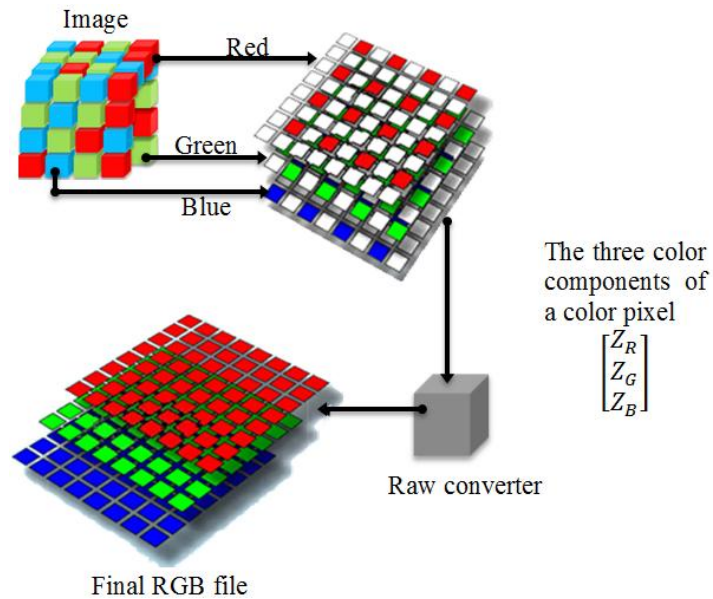 Image
Red
Green
Blue
The three color
components of
a color pixel
[Z_R
Z_G
Z_B]
Raw converter
Final RGB file